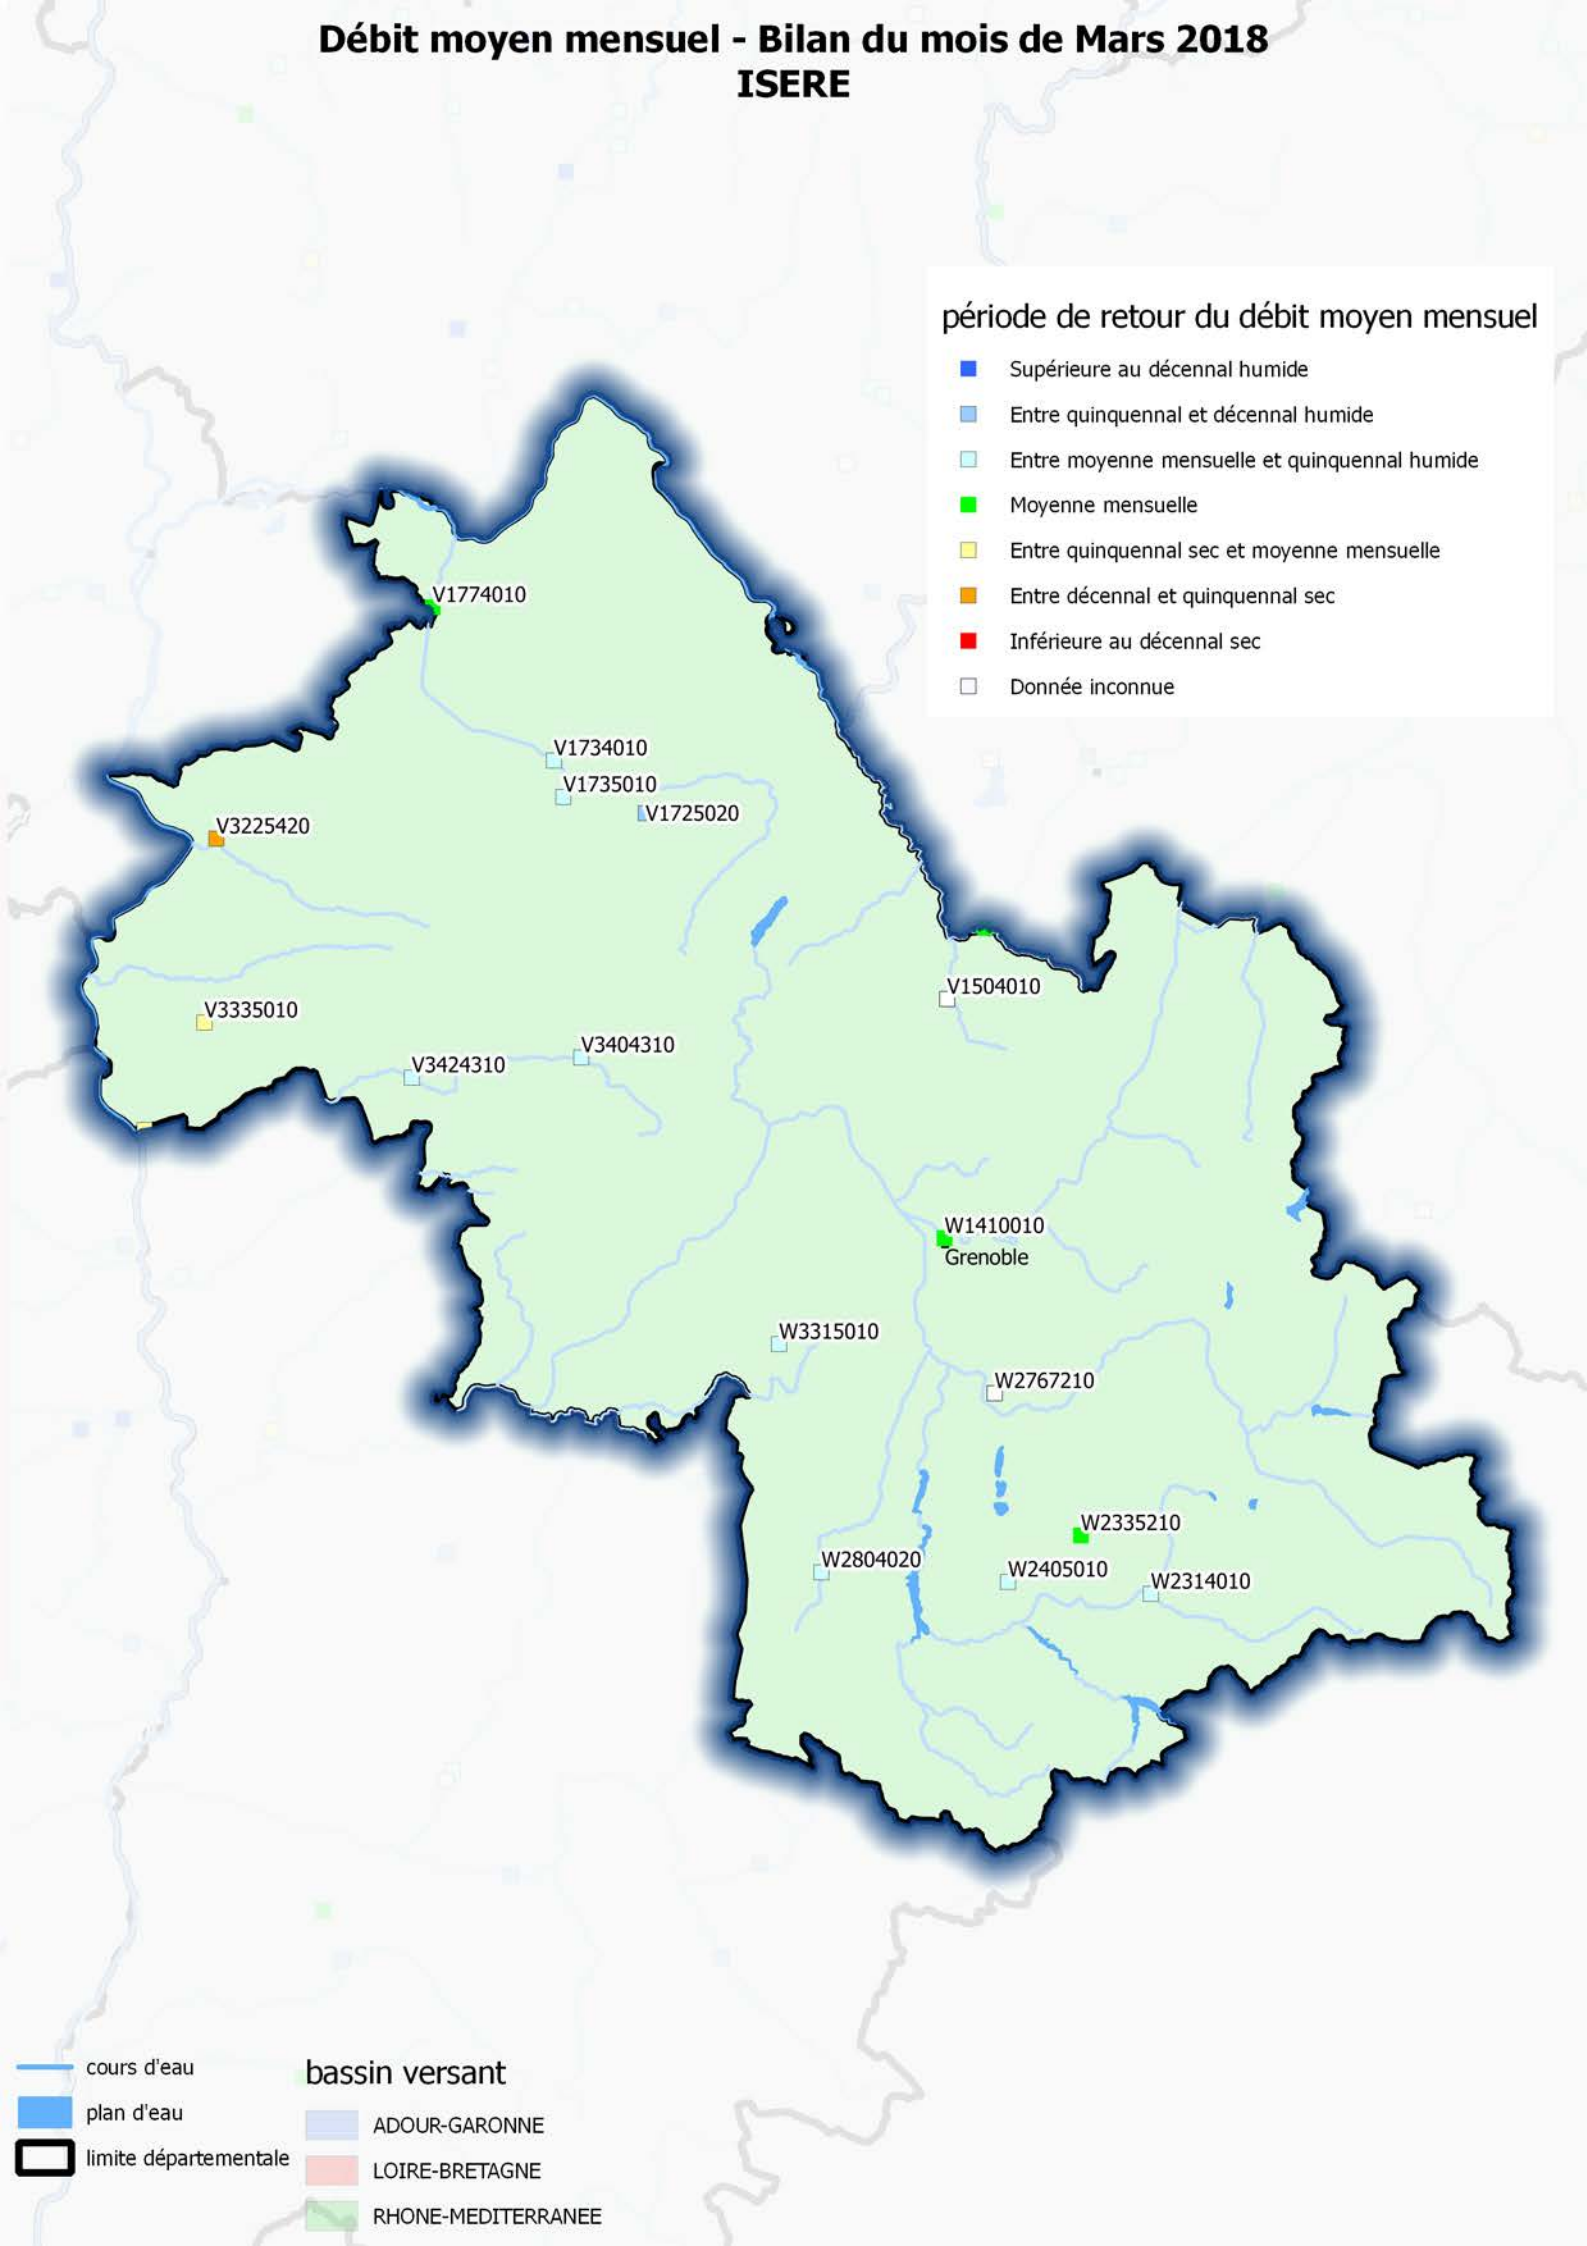 Débit moyen mensuel - Bilan du mois de Mars 2018
ISERE
période de retour du débit moyen mensuel
Supérieure au décennal humide
Entre quinquennal et décennal humide
Entre moyenne mensuelle et quinquennal humide
Moyenne mensuelle
Entre quinquennal sec et moyenne mensuelle
Entre décennal et quinquennal sec
Inférieure au décennal sec
Donnée inconnue
V1774010
V1734010
V1735010
V1725020
V3225420
V1504010
V3335010
V3404310
V3424310
W1410010
Grenoble
W3315010
W2767210
W2335210
W2804020
W2405010
W2314010
cours d'eau
plan d'eau
limite départementale
bassin versant
ADOUR-GARONNE
LOIRE-BRETAGNE
RHONE-MEDITERRANEE